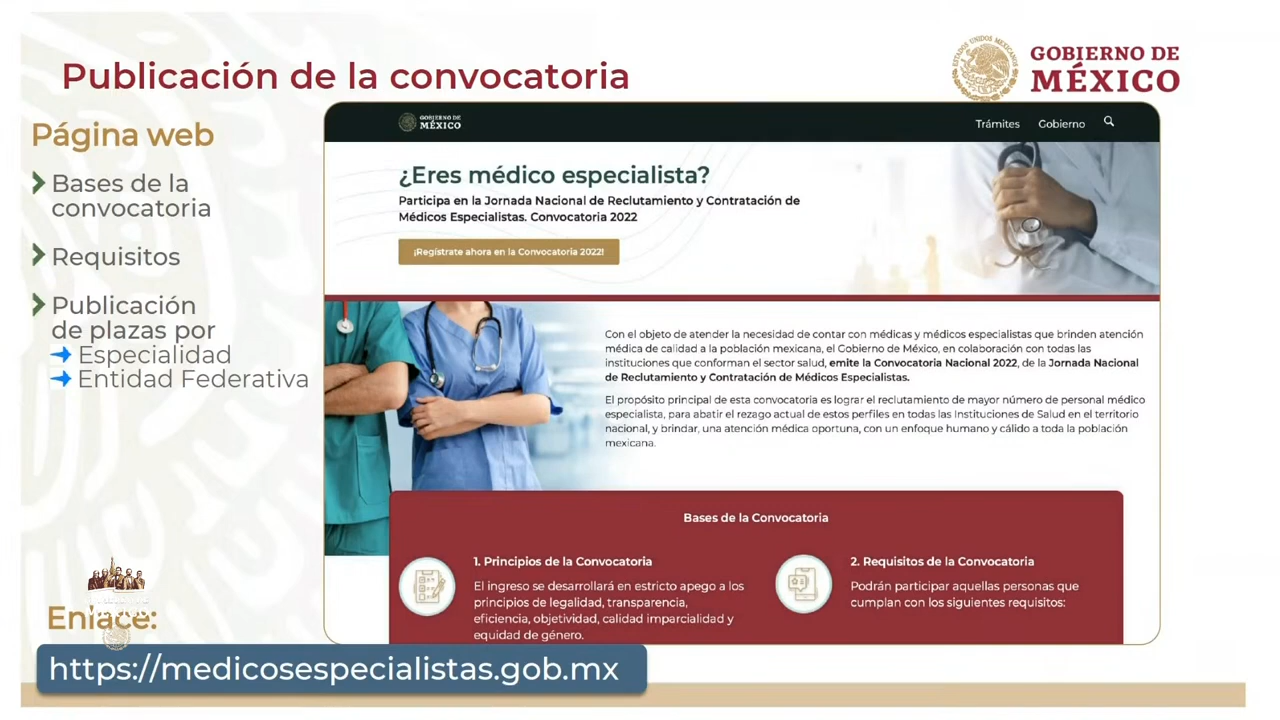 Publicación de la convocatoria
GOBIERNO DE
MÉXICO
Página web
Bases de la
convocatoria
Requisitos
Publicación
de plazas por
Especialidad
Entidad Federativa
GOBIERNO DE
MÉXICO
Trámites
Gobierno
¿Eres médico especialista?
Participa en la Jornada Nacional de Reclutamiento y Contratación de
Médicos Especialistas. Convocatoria 2022
¡Regístrate ahora en la Convocatoria 2022!
Con el objeto de atender la necesidad de contar con médicas y médicos especialistas que brinden atención
médica de calidad a la población mexicana, el Gobierno de México, en colaboración con todas las
instituciones que conforman el sector salud, emite la Convocatoria Nacional 2022, de la Jornada Nacional
de Reclutamiento y Contratación de Médicos Especialistas.
El propósito principal de esta convocatoria es lograr el reclutamiento de mayor número de personal médico
especialista, para abatir el rezago actual de estos perfiles en todas las Instituciones de Salud en el territorio
nacional, y brindar, una atención médica oportuna, con un enfoque humano y cálido a toda la población
mexicana.
Bases de la Convocatoria
1. Principios de la Convocatoria
El ingreso se desarrollará en estricto apego a los
principios de legalidad, transparencia,
eficiencia, objetividad, calidad imparcialidad y
equidad de género.
2. Requisitos de la Convocatoria
Podrán participar aquellas personas que
cumplan con los siguientes requisitos:
Enlace:
https://medicosespecialistas.gob.mx